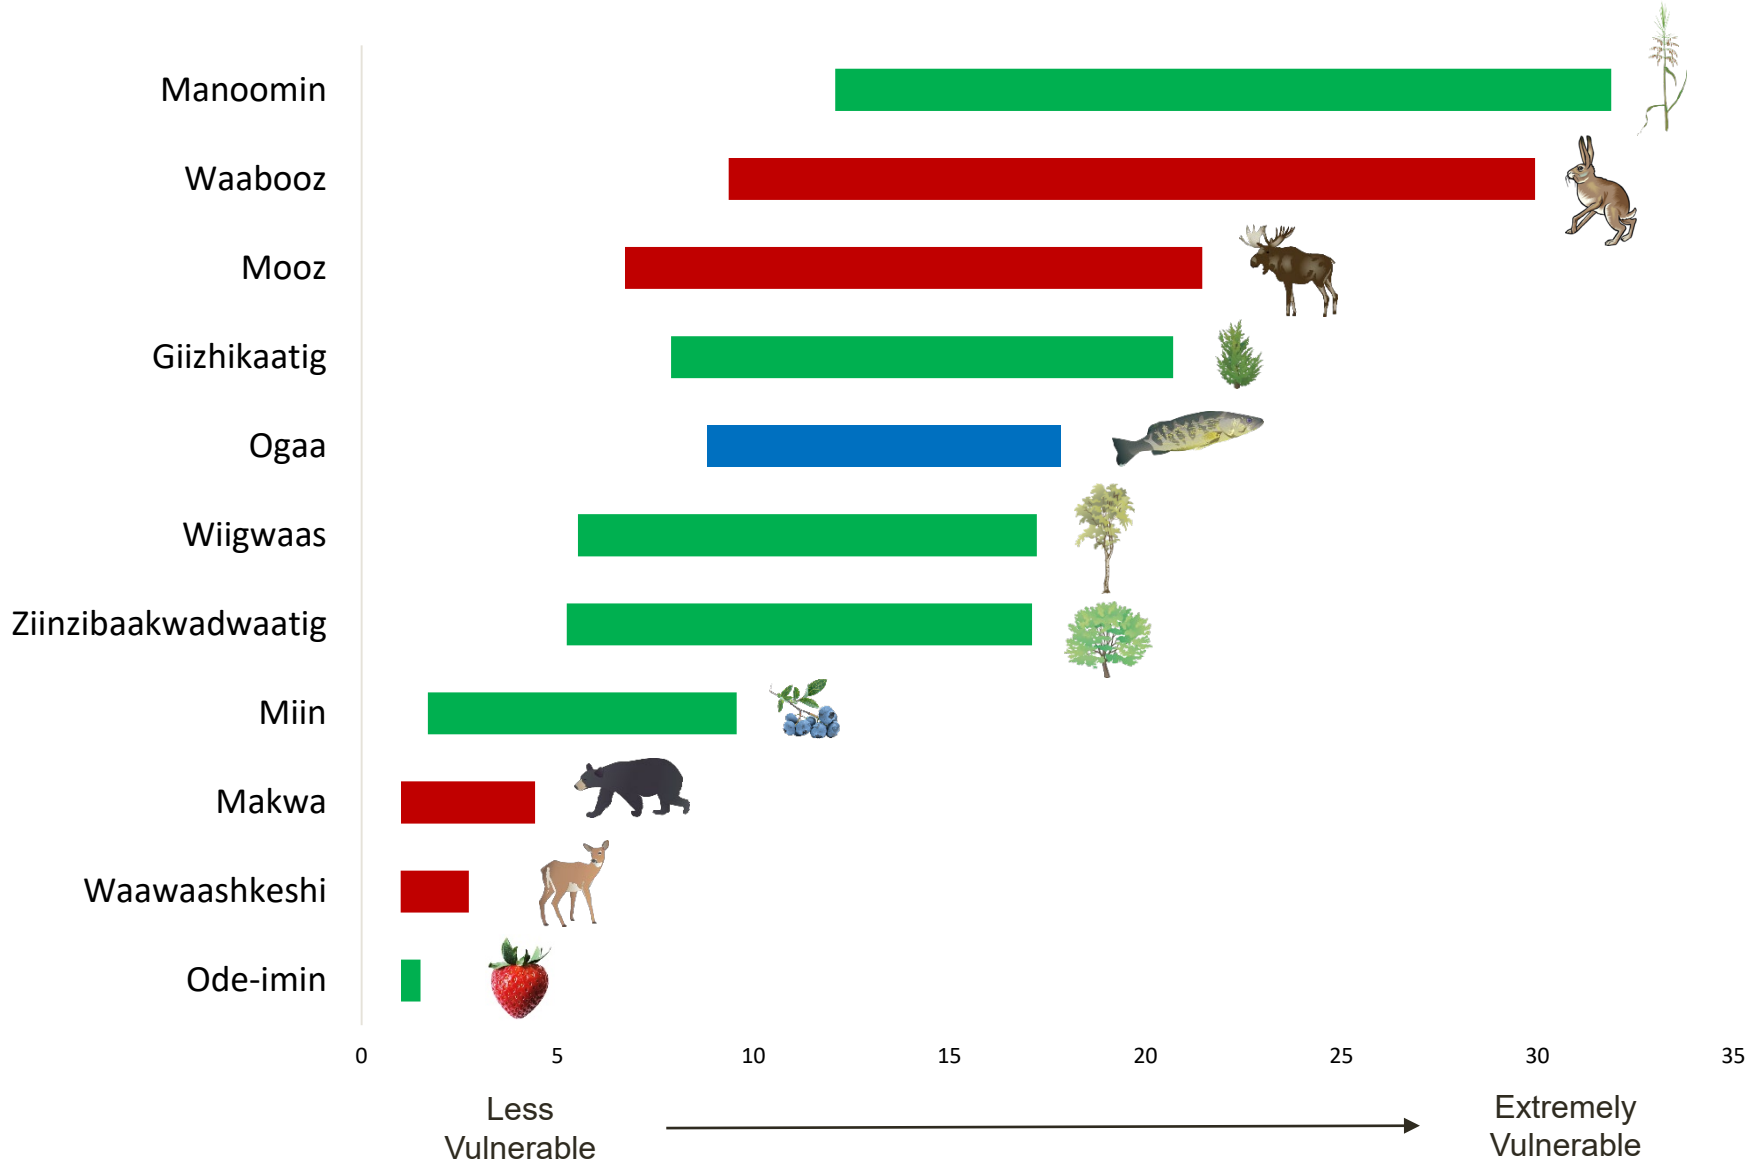 Manoomin
Waabooz
Mooz
Giizhikaatig
Ogaa
Wiigwaas
Ziinzibaakwadwaatig
Miin
Makwa
Waawaashkeshi
Ode-imin
0 5 10 15 20 25 30 35
Less
Vulnerable
Extremely
Vulnerable